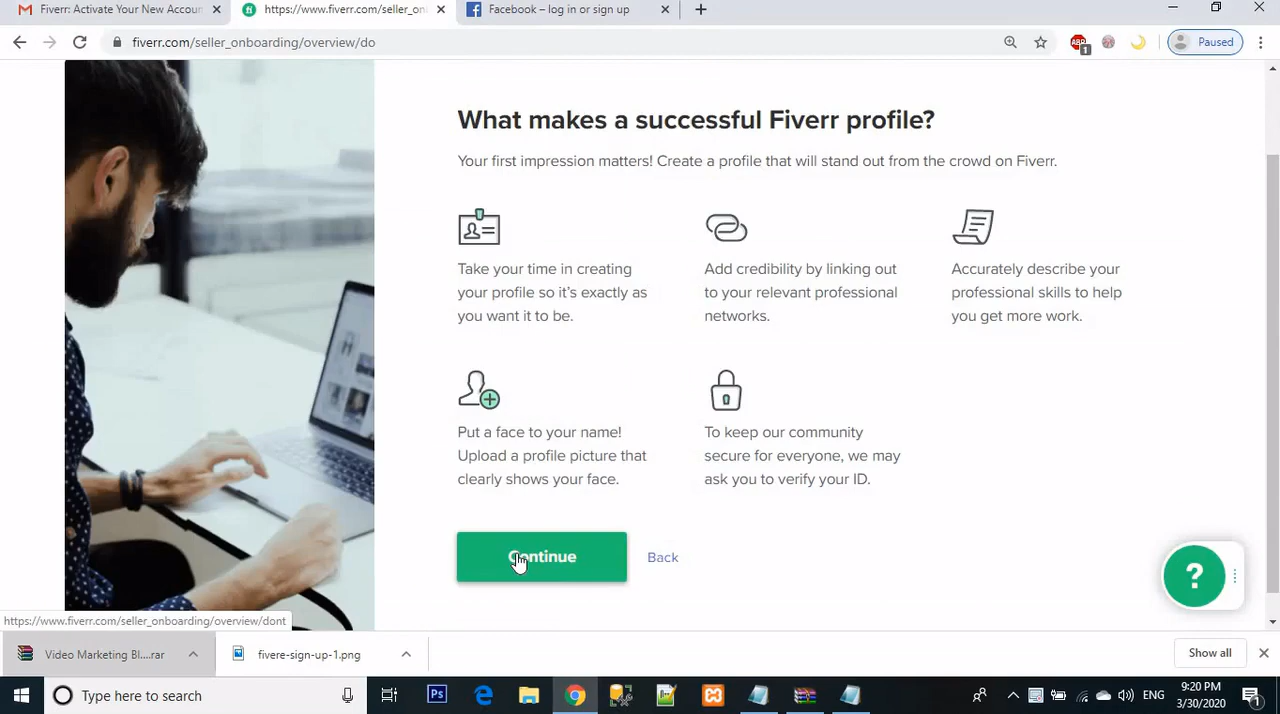 Fiverr: Activate Your New Accou
https://www.fiverr.com/seller_on
Facebook – log in or sign up
fiverr.com/seller_onboarding/overview/do
ABP
1
Paused
What makes a successful Fiverr profile?
Your first impression matters! Create a profile that will stand out from the crowd on Fiverr.
Take your time in creating
your profile so it's exactly as
you want it to be.
Add credibility by linking out
to your relevant professional
networks.
Accurately describe your
professional skills to help
you get more work.
Put a face to your name!
Upload a profile picture that
clearly shows your face.
To keep our community
secure for everyone, we may
ask you to verify your ID.
Continue
Back
?
https://www.fiverr.com/seller_onboarding/overview/dont
Video Marketing Bl....rar
fivere-sign-up-1.png
Show all
Type here to search
Ps
ENG
9:20 PM
3/30/2020
1